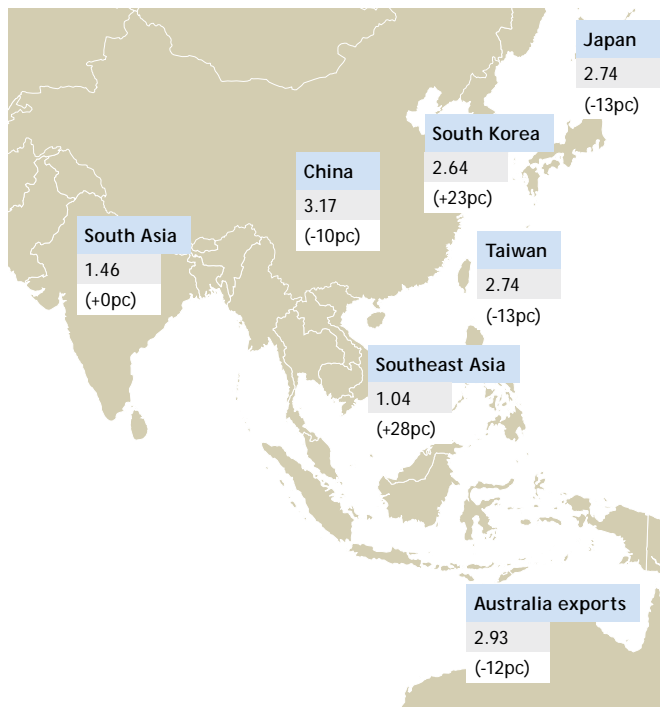 Japan
2.74
(-13pc)
South Korea
2.64
(+23pc)
China
3.17
(-10pc)
South Asia
1.46
(+0pc)
Taiwan
2.74
(-13pc)
Southeast Asia
1.04
(+28pc)
Australia exports
2.93
(-12pc)